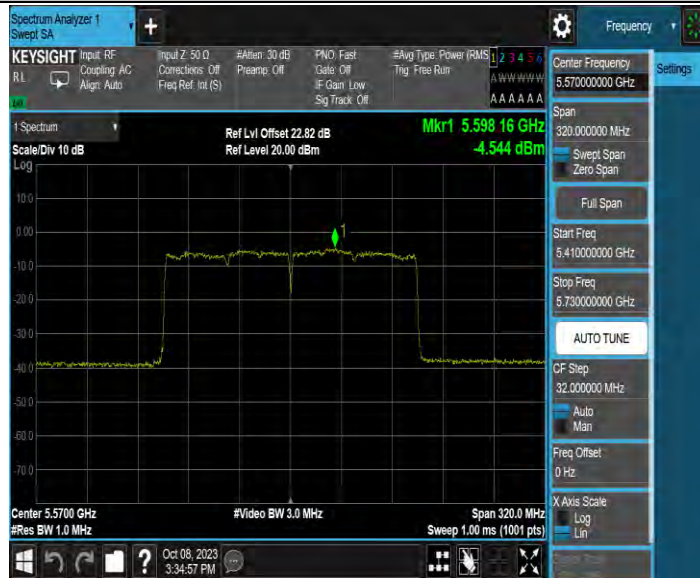 Spectrum Analyzer 1
Swept SA
Frequency
KEYSIGHT Input: RF Input Z: 50 Ω #Atten: 30 dB PNO: Fast #Avg Type: Power (RMS 1 2 3 4 5 6
RL Coupling: AC Corrections: Off Preamp: Off Gate: Off Trig: Free Run A W W W W W
Align: Auto Freq Ref: Int (S) IF Gain: Low
Sig Track: Off A A A A A A
1 Spectrum
Scale/Div 10 dB
Log
Ref Lvl Offset 22.82 dB
Ref Level 20.00 dBm
Mkr1 5.598 16 GHz
-4.544 dBm
10.0
0.00
-10.0
-20.0
-30.0
-40.0
-50.0
-60.0
-70.0
1
Center 5.5700 GHz #Video BW 3.0 MHz Span 320.0 MHz
#Res BW 1.0 MHz Sweep 1.00 ms (1001 pts)
Oct 08, 2023
3:34:57 PM
Center Frequency
5.570000000 GHz
Settings
Span
320.000000 MHz
Swept Span
Zero Span
Full Span
Start Freq
5.410000000 GHz
Stop Freq
5.730000000 GHz
AUTO TUNE
CF Step
32.000000 MHz
Auto
Man
Freq Offset
0 Hz
X Axis Scale
Log
Lin